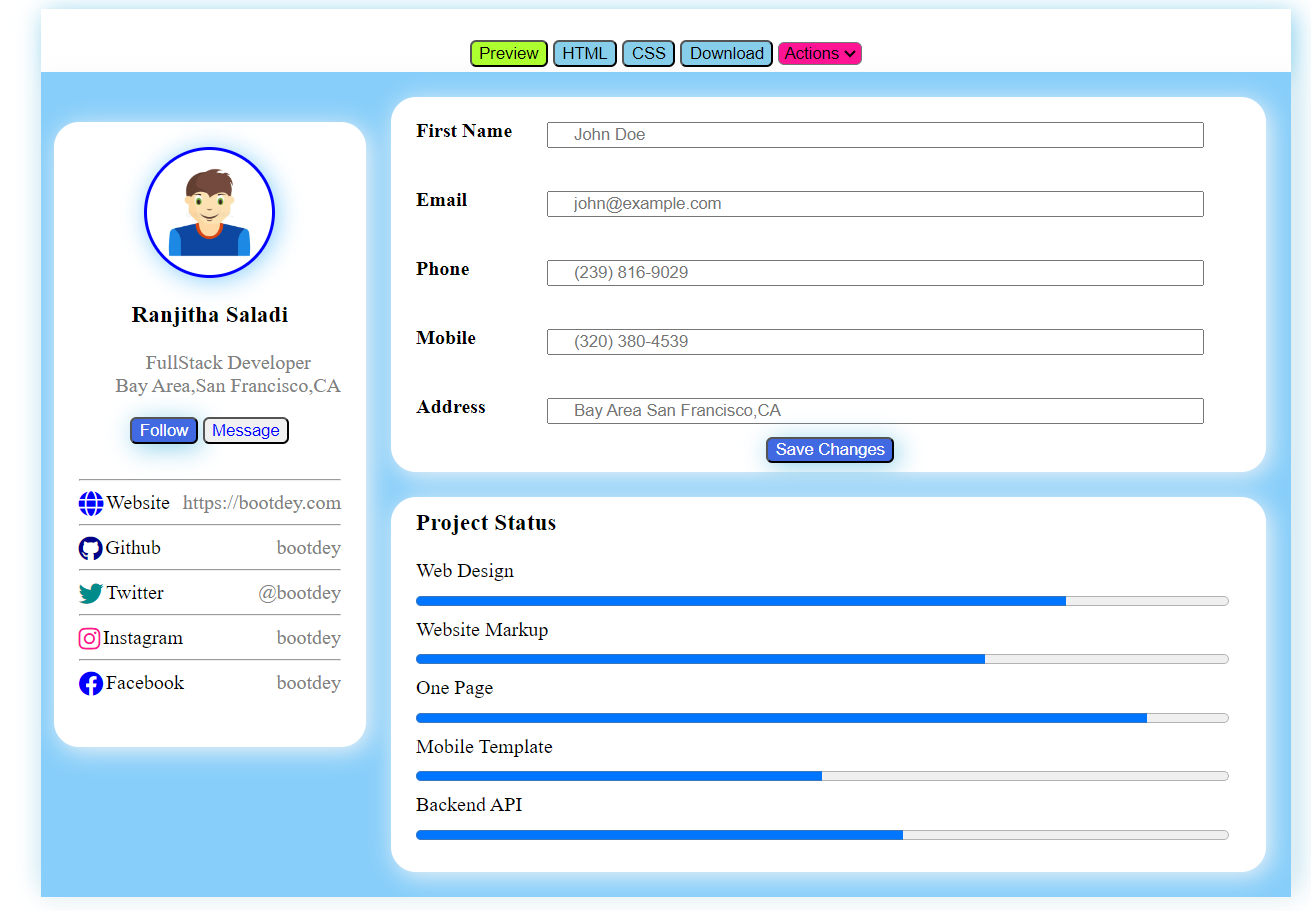 Preview HTML CSS Download Actions
Ranjitha Saladi
FullStack Developer
Bay Area,San Francisco,CA
Follow Message
Website https://bootdey.com
Github bootdey
Twitter @bootdey
Instagram bootdey
Facebook bootdey
First Name John Doe
Email john@example.com
Phone (239) 816-9029
Mobile (320) 380-4539
Address Bay Area San Francisco,CA
Save Changes
Project Status
Web Design
Website Markup
One Page
Mobile Template
Backend API